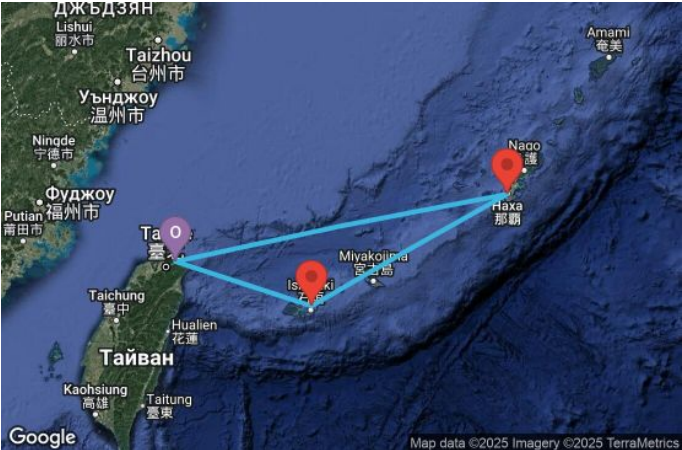 ДЖЪДЗЯН
Lishui
丽水市
Taizhou
台州市
Уънджоу
温州市
Ningde
宁德市
Фуджоу
福州市
Putian
莆田市
Amami
奄美
Nago
護
Наха
那覇
O
Miyakojima
宮古島
Taichung
臺中
Hualien
花蓮
Тайван
Kaohsiung
高雄
Taitung
臺東
Google
Map data ©2025 Imagery ©2025 TerraMetrics